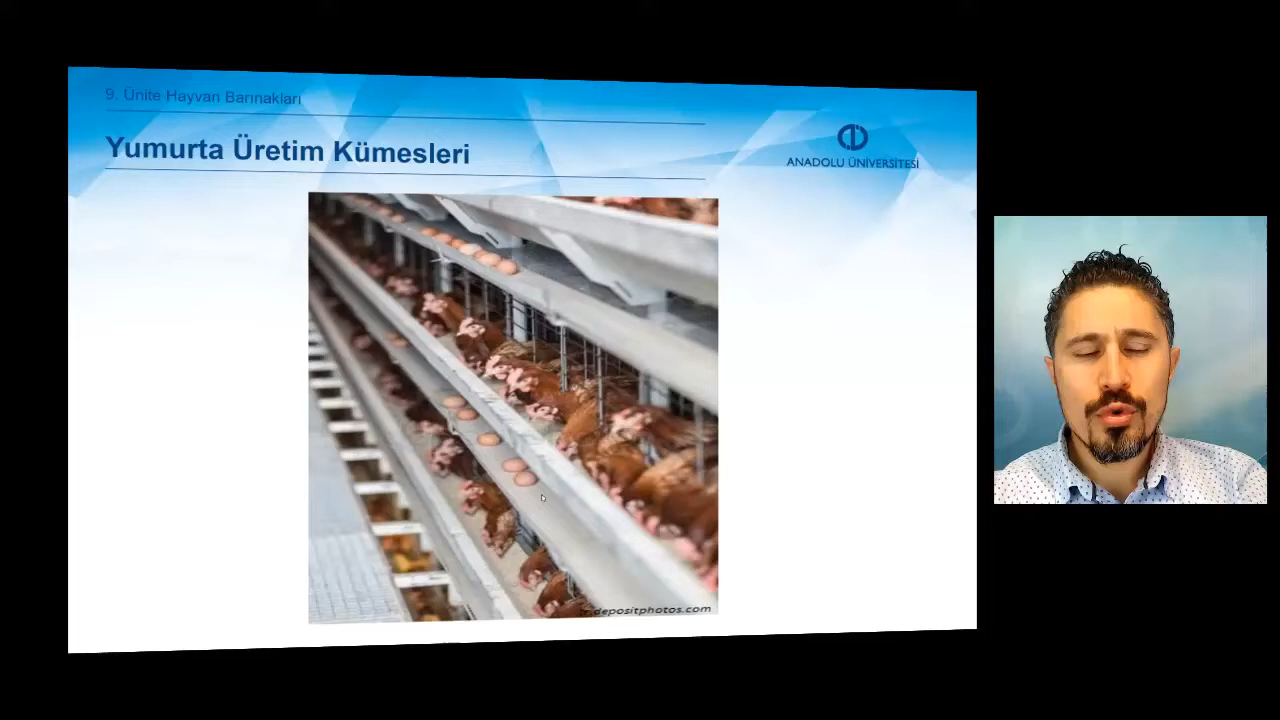 9. Ünite Hayvan Barınakları
Yumurta Üretim Kümesleri
ANADOLU ÜNİVERSİTESİ
depositphotos.com